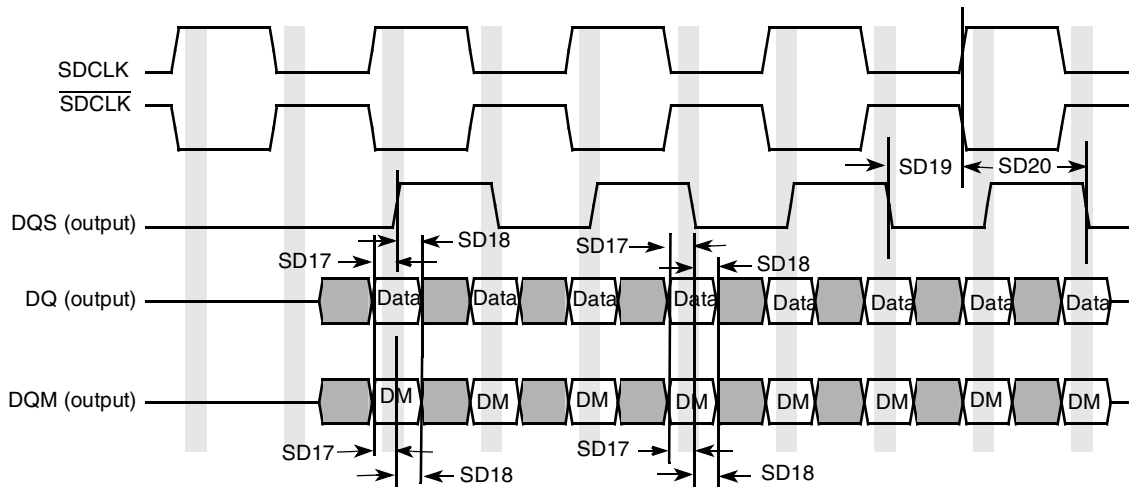 SDCLK
SDCLK
SD19 SD20
DQS (output)
SD18 SD17
SD17 SD18
DQ (output) Data Data Data Data Data Data Data Data
DQM (output) DM DM DM DM DM DM DM DM
SD17 SD17
SD18 SD18